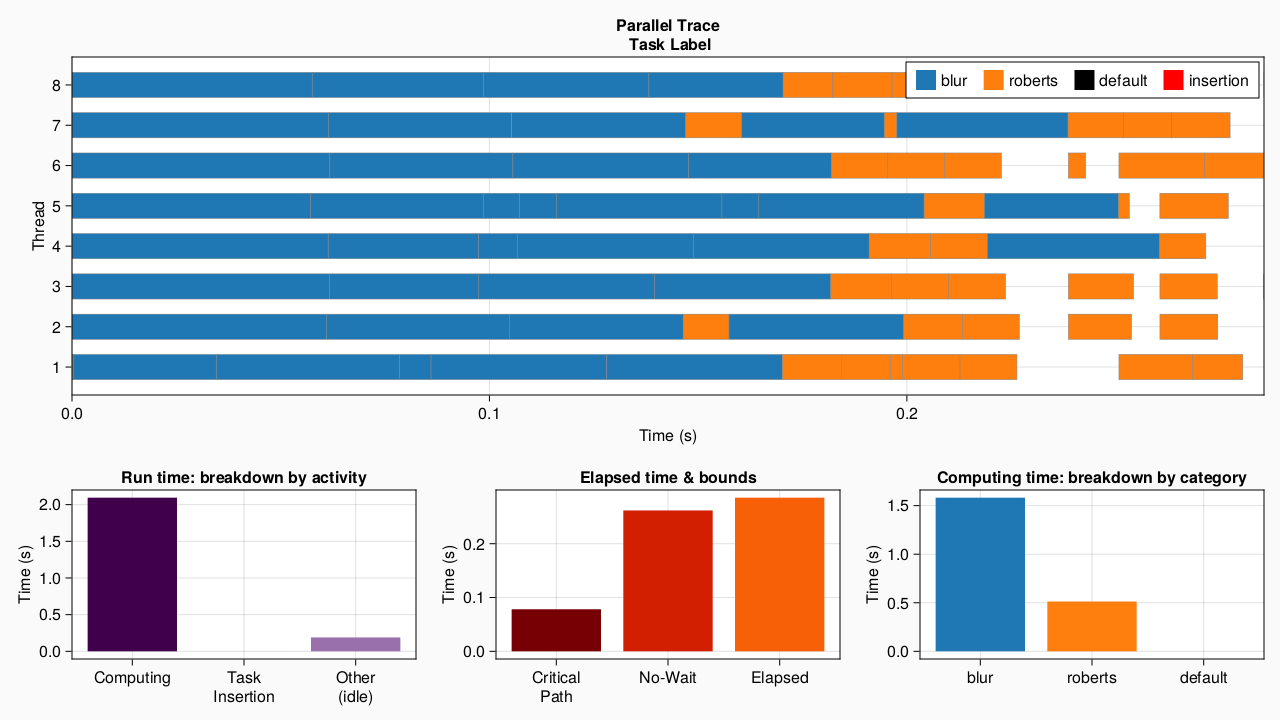 Parallel Trace
Task Label
blur roberts default insertion
Thread
8
7
6
5
4
3
2
1
0.0 0.1 0.2
Time (s)
Run time: breakdown by activity
Time (s)
2.0
1.5
1.0
0.5
0.0
Computing Task Insertion Other (idle)
Elapsed time & bounds
Time (s)
0.2
0.1
0.0
Critical Path No-Wait Elapsed
Computing time: breakdown by category
Time (s)
1.5
1.0
0.5
0.0
blur roberts default